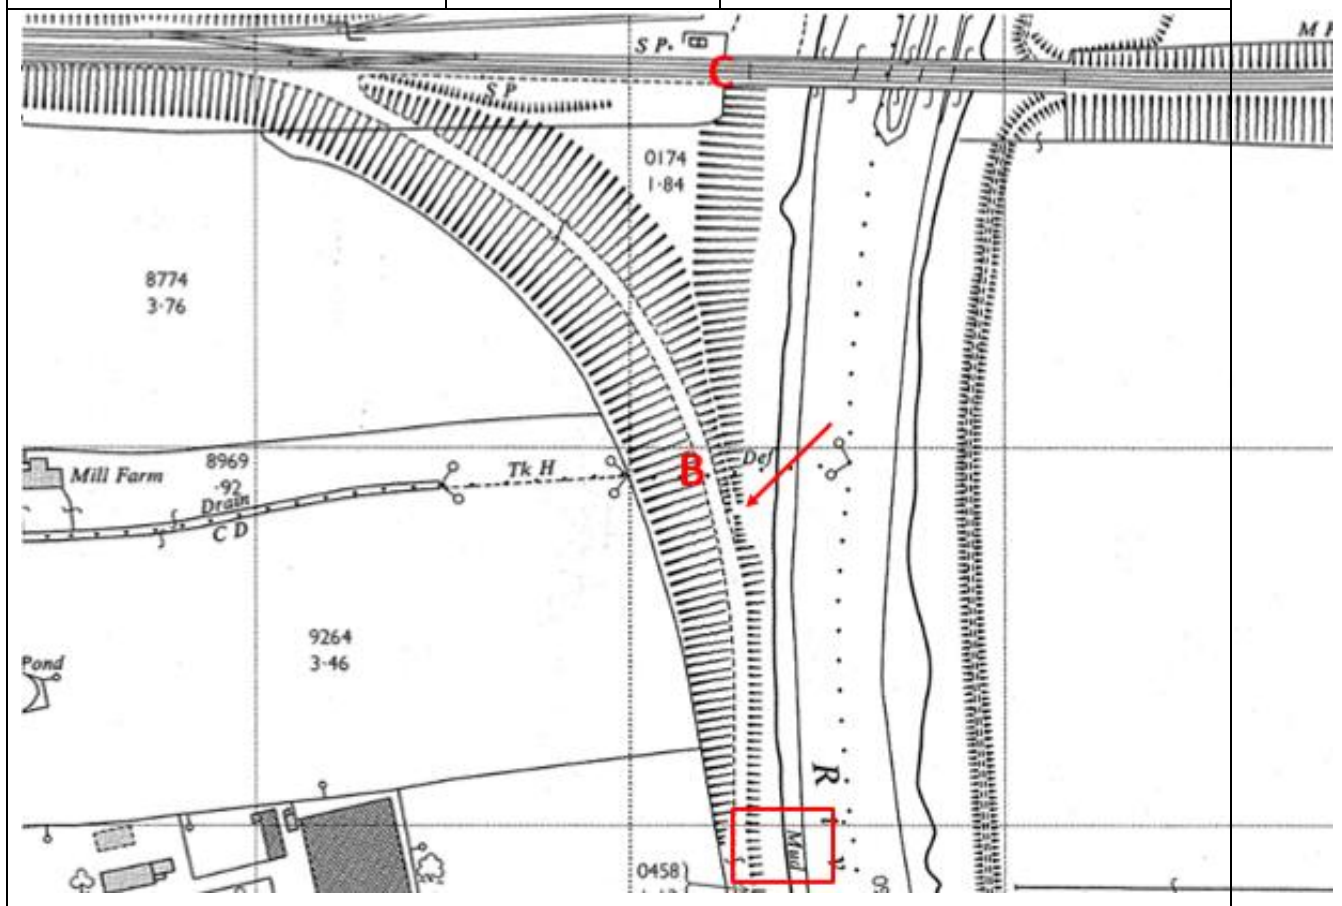 M P
S P
C
S P
0174
1·84
8774
3·76
Mill Farm
8969
·92
Drain
C D
Tk H
B
Def
9264
3·46
Pond
R
i
v
Mud
0458